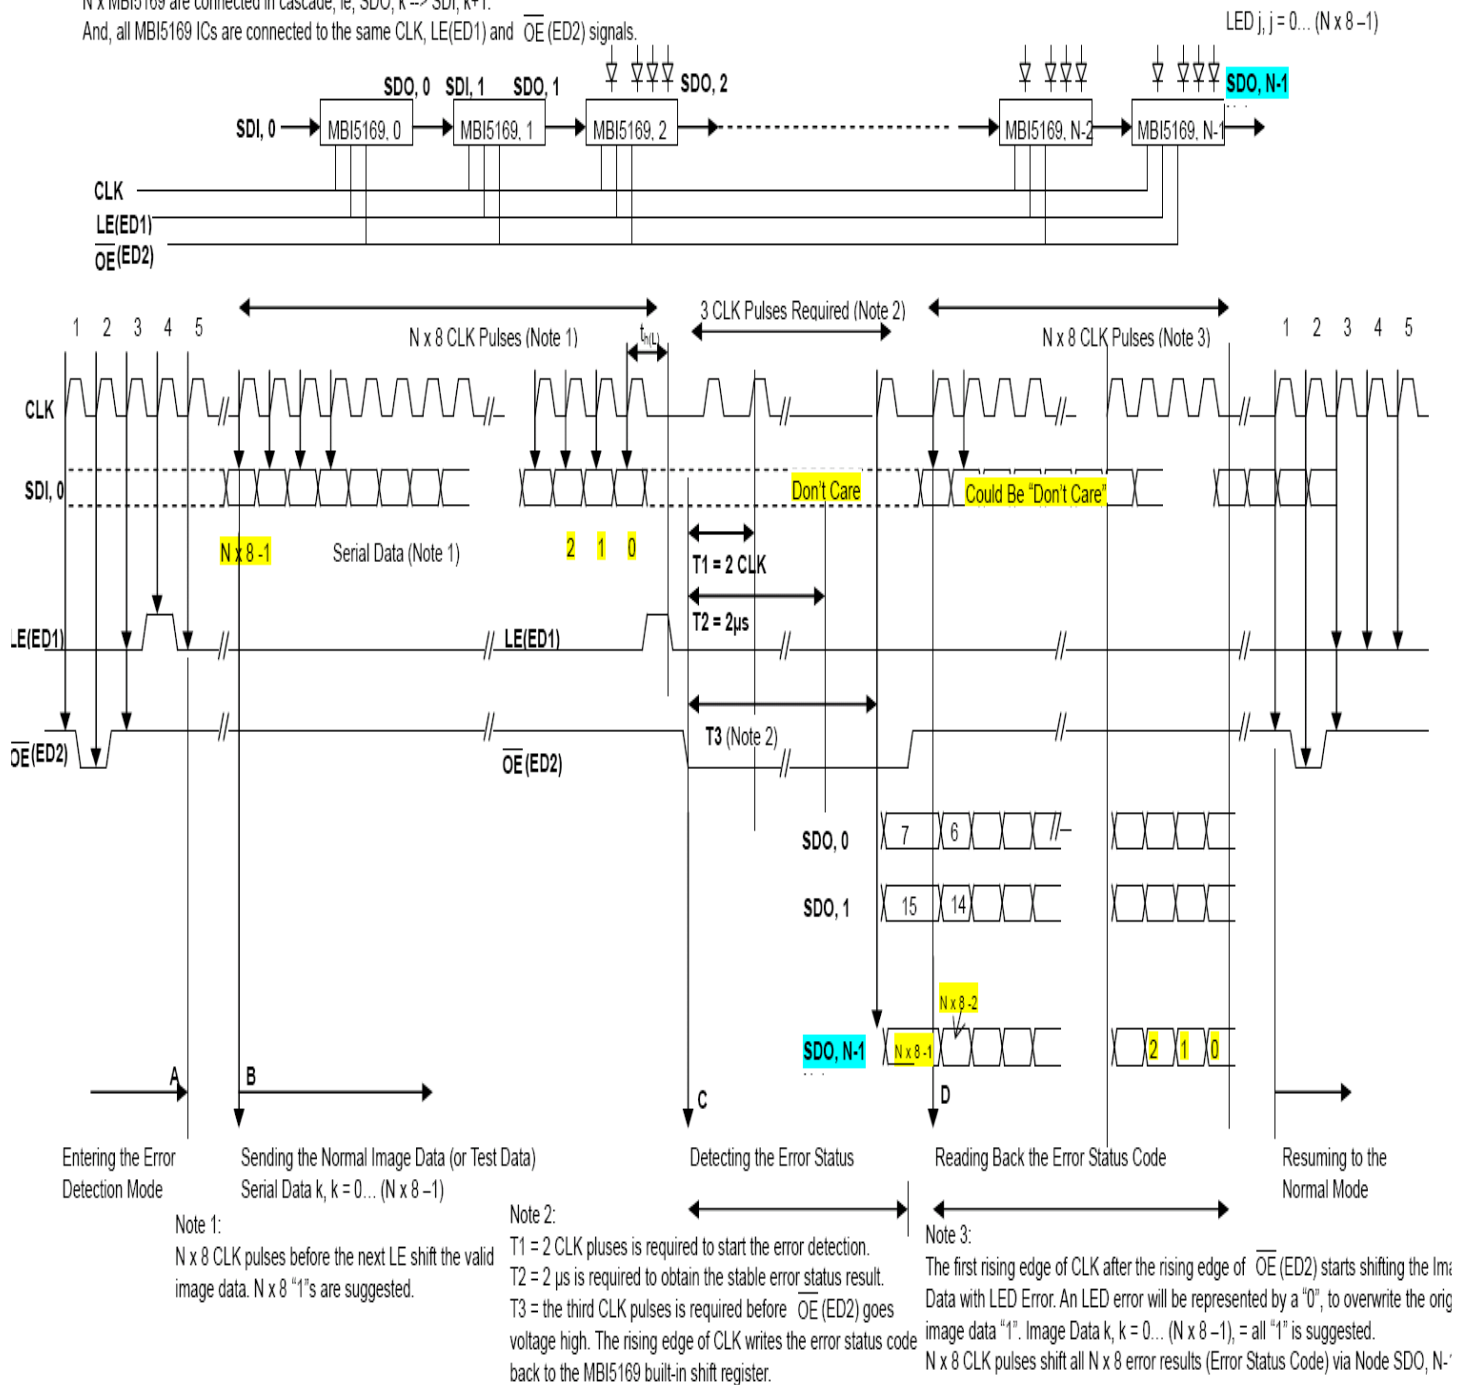 N x MBI5169 are connected in cascade, ie, SDO, k --> SDI, k+1.
And, all MBI5169 ICs are connected to the same CLK, LE(ED1) and OE (ED2) signals.
LED j, j = 0... (N x 8 –1)
SDO, 0 SDI, 1 SDO, 1 SDO, 2 SDO, N-1
SDI, 0 MBI5169, 0 MBI5169, 1 MBI5169, 2 MBI5169, N-2 MBI5169, N-1
CLK
LE(ED1)
OE (ED2)
3 CLK Pulses Required (Note 2)
1 2 3 4 5 N x 8 CLK Pulses (Note 1) th(L) N x 8 CLK Pulses (Note 3) 1 2 3 4 5
CLK
SDI, 0 Don't Care Could Be "Don't Care"
N x 8 -1 Serial Data (Note 1) 2 1 0
T1 = 2 CLK
T2 = 2µs
LE(ED1) LE(ED1)
T3 (Note 2)
OE (ED2) OE (ED2)
SDO, 0 7 6
SDO, 1 15 14
N x 8 -2
SDO, N-1 N x 8 -1 2 1 0
A B C D
Entering the Error
Detection Mode
Sending the Normal Image Data (or Test Data)
Serial Data k, k = 0... (N x 8 –1)
Detecting the Error Status
Reading Back the Error Status Code
Resuming to the
Normal Mode
Note 1:
N x 8 CLK pulses before the next LE shift the valid
image data. N x 8 "1"s are suggested.
Note 2:
T1 = 2 CLK pluses is required to start the error detection.
T2 = 2 µs is required to obtain the stable error status result.
T3 = the third CLK pulses is required before OE (ED2) goes
voltage high. The rising edge of CLK writes the error status code
back to the MBI5169 built-in shift register.
Note 3:
The first rising edge of CLK after the rising edge of OE (ED2) starts shifting the
Data with LED Error. An LED error will be represented by a "0", to overwrite the
image data "1". Image Data k, k = 0... (N x 8 –1), = all "1" is suggested.
N x 8 CLK pulses shift all N x 8 error results (Error Status Code) via Node SDO,